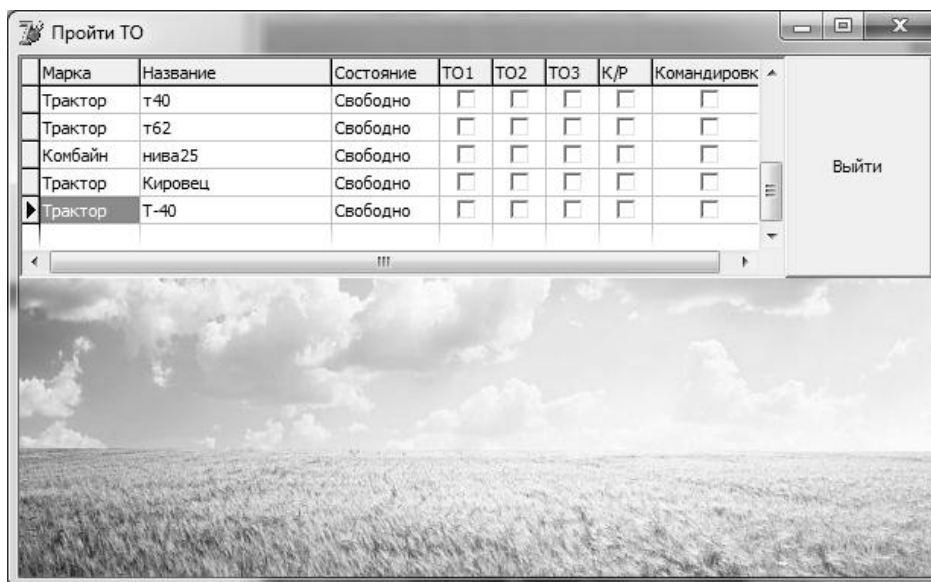 Пройти ТО
Марка Название Состояние ТО1 ТО2 ТО3 К/Р Командировк
Трактор т40 Свободно
Трактор т62 Свободно
Комбайн нива25 Свободно
Трактор Кировец Свободно
Трактор Т-40 Свободно
Выйти